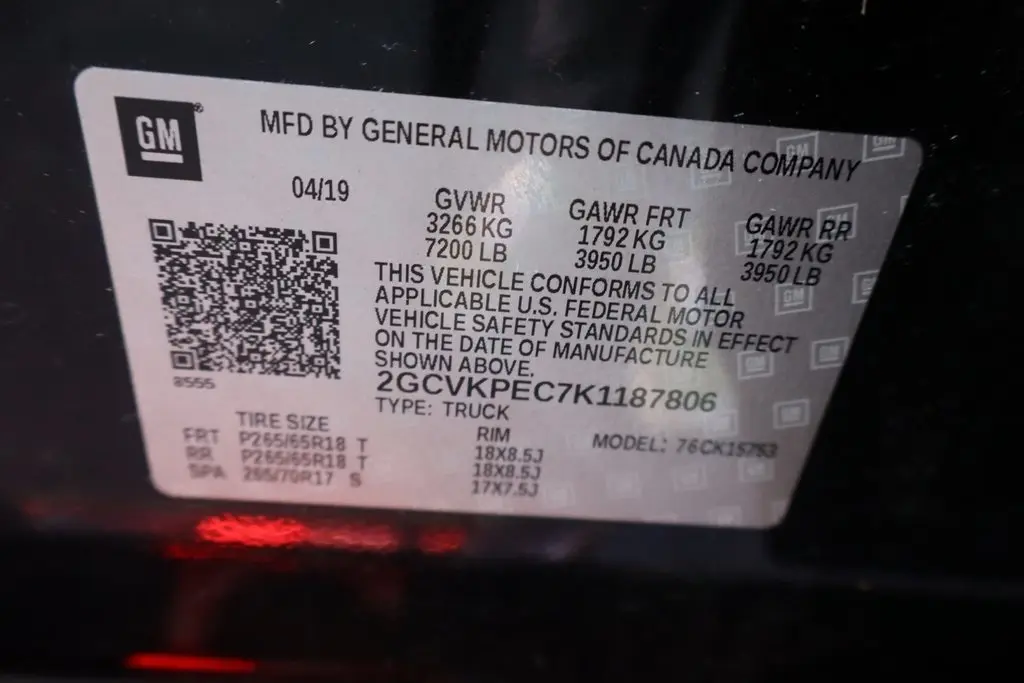 GM®
MFD BY GENERAL MOTORS OF CANADA COMPANY
04/19
GVWR
3266 KG
7200 LB
GAWR FRT
1792 KG
3950 LB
GAWR RR
1792 KG
3950 LB
THIS VEHICLE CONFORMS TO ALL
APPLICABLE U.S. FEDERAL MOTOR
VEHICLE SAFETY STANDARDS IN EFFECT
ON THE DATE OF MANUFACTURE
SHOWN ABOVE.
8555
2GCVKPEC7K1187806
TYPE: TRUCK
MODEL: 76CK15753
TIRE SIZE RIM
FRT P265/65R18 T 18X8.5J
RR P265/65R18 T 18X8.5J
SPA 265/70R17 S 17X7.5J